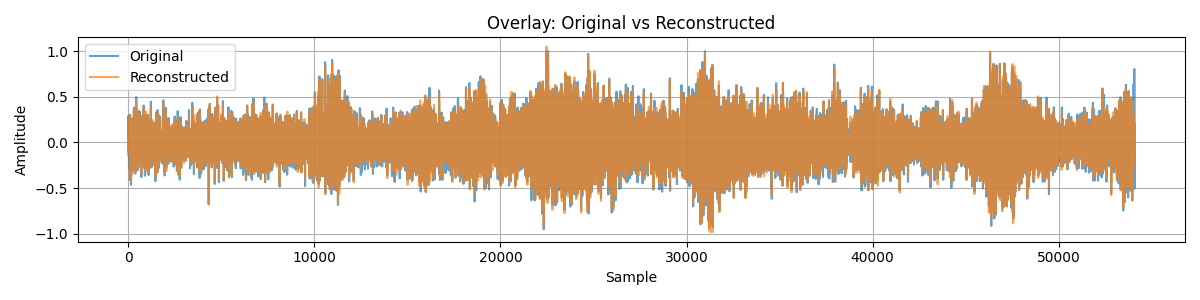 Overlay: Original vs Reconstructed
Original
Reconstructed
Amplitude
1.0
0.5
0.0
−0.5
−1.0
0 10000 20000 30000 40000 50000
Sample